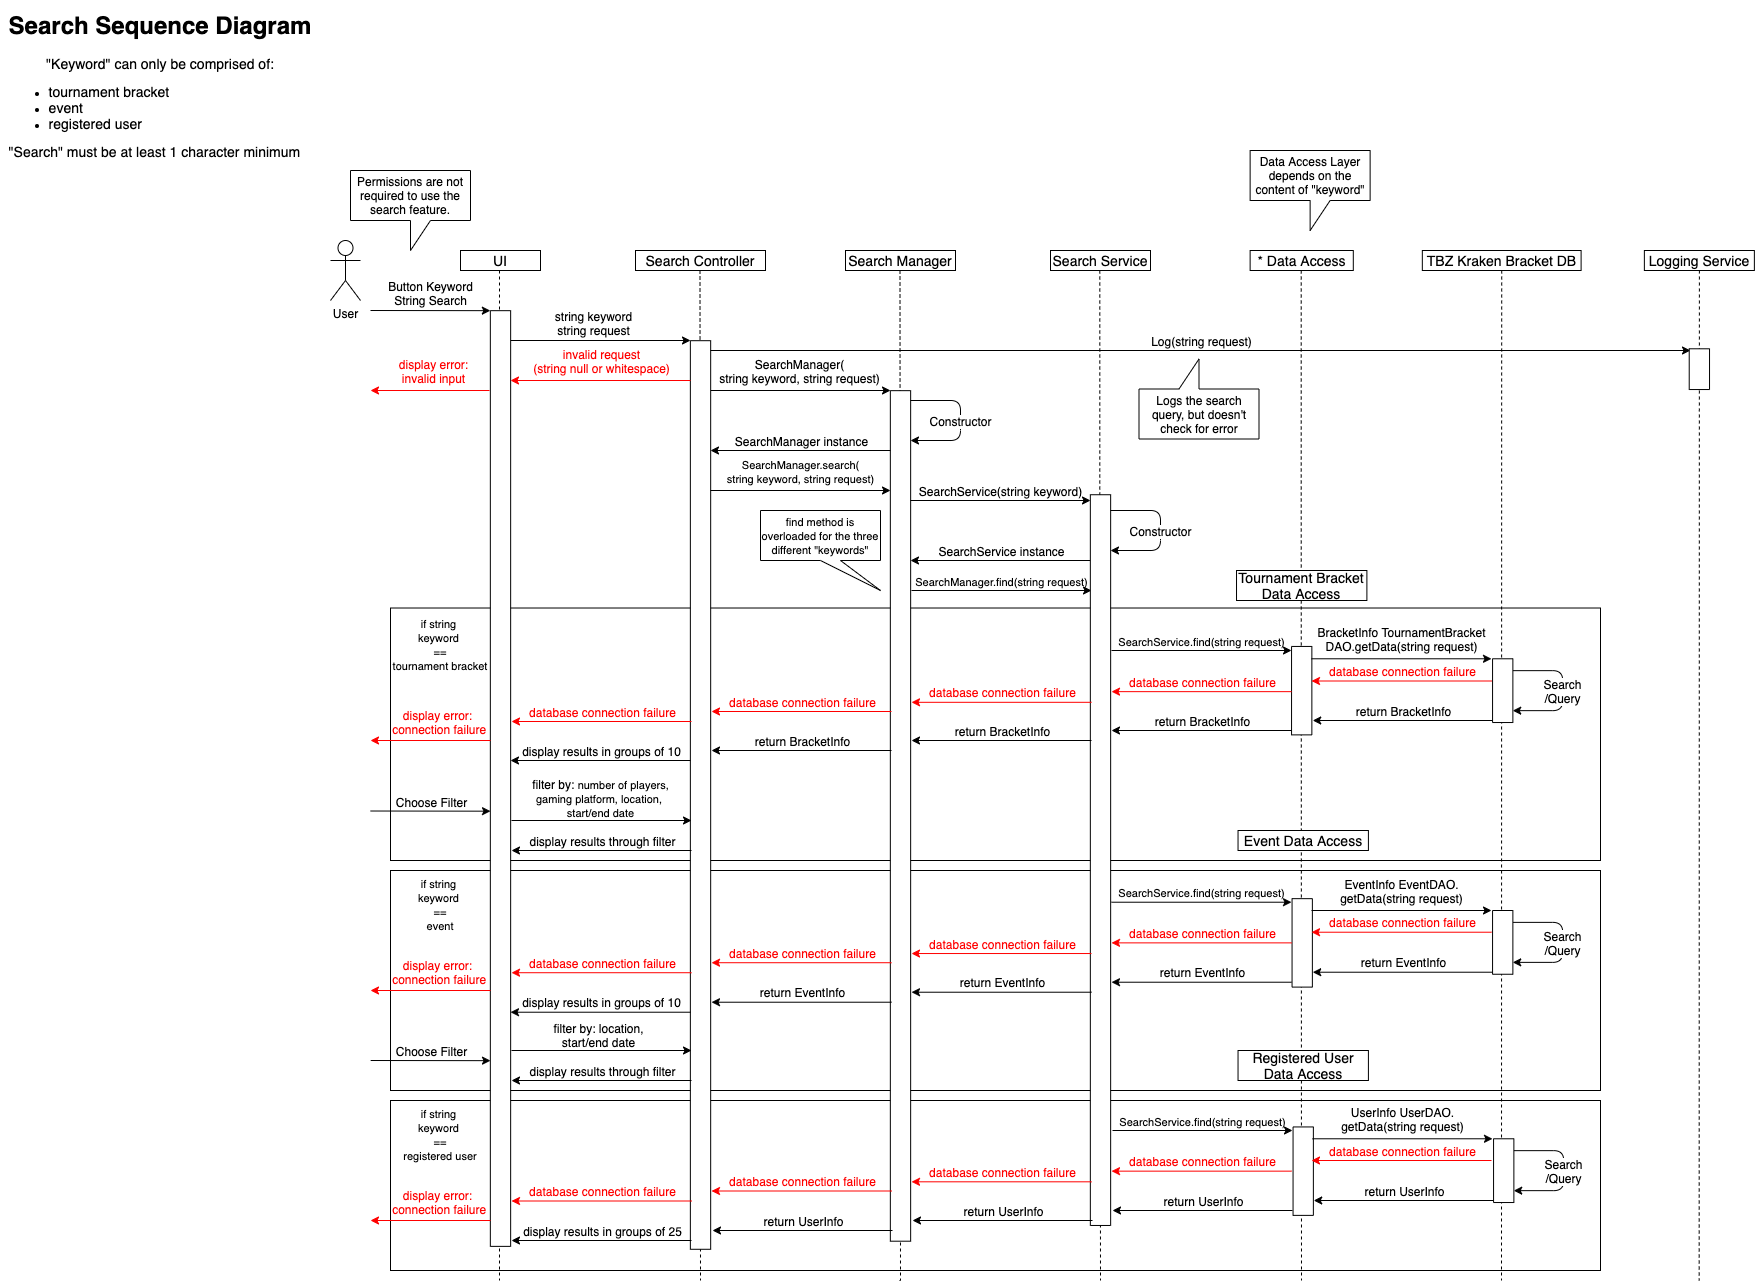 Search Sequence Diagram
"Keyword" can only be comprised of:
• tournament bracket
• event
• registered user
"Search" must be at least 1 character minimum
Permissions are not
required to use the
search feature.
Data Access Layer
depends on the
content of "keyword"
User
UI
Search Controller
Search Manager
Search Service
* Data Access
TBZ Kraken Bracket DB
Logging Service
Button Keyword
String Search
string keyword
string request
Log(string request)
display error:
invalid input
invalid request
(string null or whitespace)
SearchManager(
string keyword, string request)
Logs the search
query, but doesn't
check for error
Constructor
SearchManager instance
SearchManager.search(
string keyword, string request)
SearchService(string keyword)
find method is
overloaded for the three
different "keywords"
Constructor
SearchService instance
SearchManager.find(string request)
Tournament Bracket
Data Access
if string
keyword
==
tournament bracket
SearchService.find(string request)
BracketInfo TournamentBracket
DAO.getData(string request)
Search
/Query
database connection failure
database connection failure
database connection failure
database connection failure
database connection failure
display error:
connection failure
return BracketInfo
return BracketInfo
return BracketInfo
return BracketInfo
display results in groups of 10
Choose Filter
filter by: number of players,
gaming platform, location,
start/end date
display results through filter
Event Data Access
if string
keyword
==
event
SearchService.find(string request)
EventInfo EventDAO.
getData(string request)
Search
/Query
database connection failure
database connection failure
database connection failure
database connection failure
database connection failure
display error:
connection failure
return EventInfo
return EventInfo
return EventInfo
return EventInfo
display results in groups of 10
Choose Filter
filter by: location,
start/end date
display results through filter
Registered User
Data Access
if string
keyword
==
registered user
SearchService.find(string request)
UserInfo UserDAO.
getData(string request)
Search
/Query
database connection failure
database connection failure
database connection failure
database connection failure
database connection failure
display error:
connection failure
return UserInfo
return UserInfo
return UserInfo
return UserInfo
display results in groups of 25